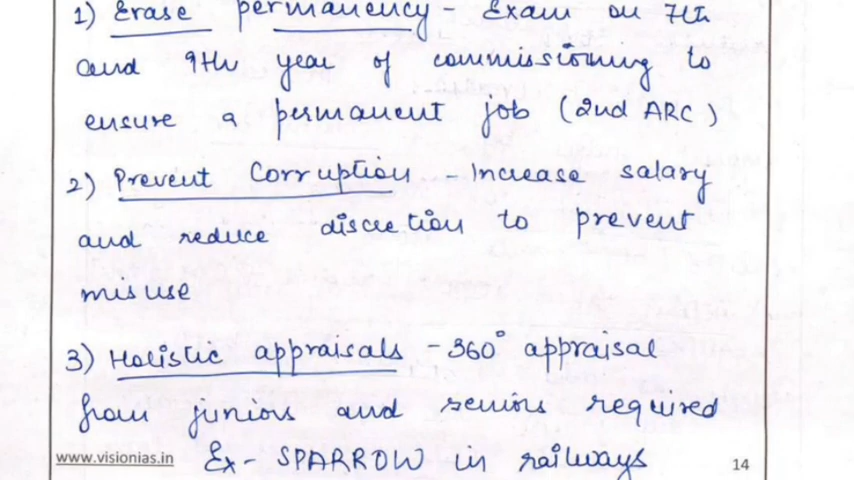 1) Erase permanency - Exam on 7th
and 9th year of commissioning to
ensure a permanent job (2nd ARC)
2) Prevent Corruption - Increase salary
and reduce discretion to prevent
misuse
3) Holistic appraisals - 360° appraisal
from juniors and seniors required
Ex - SPARROW in railways
www.visionias.in 14